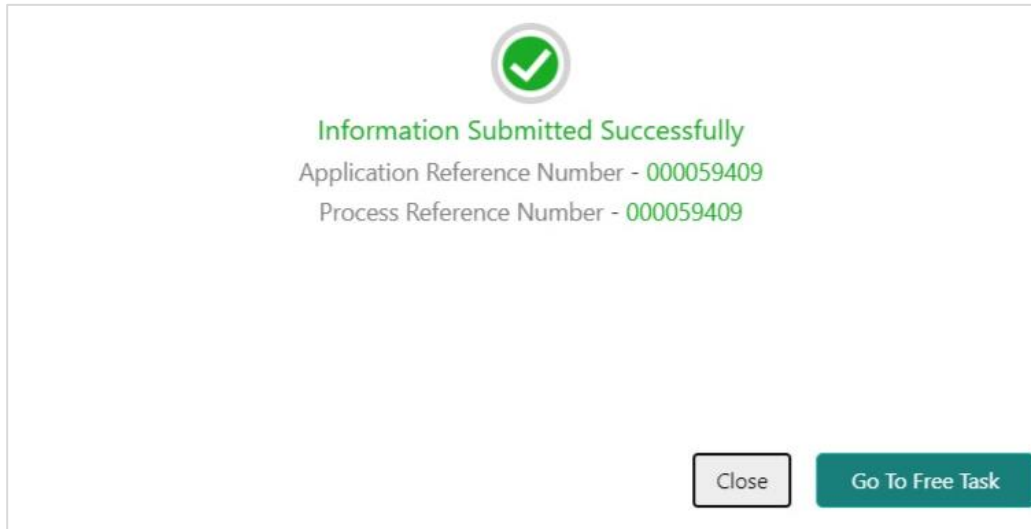 Information Submitted Successfully
Application Reference Number - 000059409
Process Reference Number - 000059409
Close
Go To Free Task